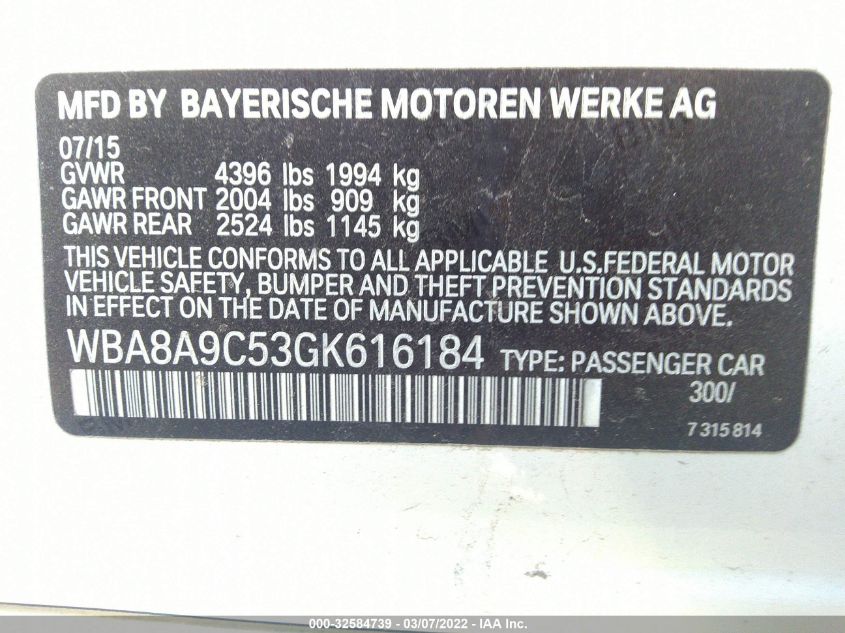 MFD BY BAYERISCHE MOTOREN WERKE AG
07/15
GVWR 4396 lbs 1994 kg
GAWR FRONT 2004 lbs 909 kg
GAWR REAR 2524 lbs 1145 kg
THIS VEHICLE CONFORMS TO ALL APPLICABLE U.S.FEDERAL MOTOR
VEHICLE SAFETY, BUMPER AND THEFT PREVENTION STANDARDS
IN EFFECT ON THE DATE OF MANUFACTURE SHOWN ABOVE.
WBA8A9C53GK616184 TYPE: PASSENGER CAR
300/
7 315 814
000-32584739 - 03/07/2022 - IAA Inc.